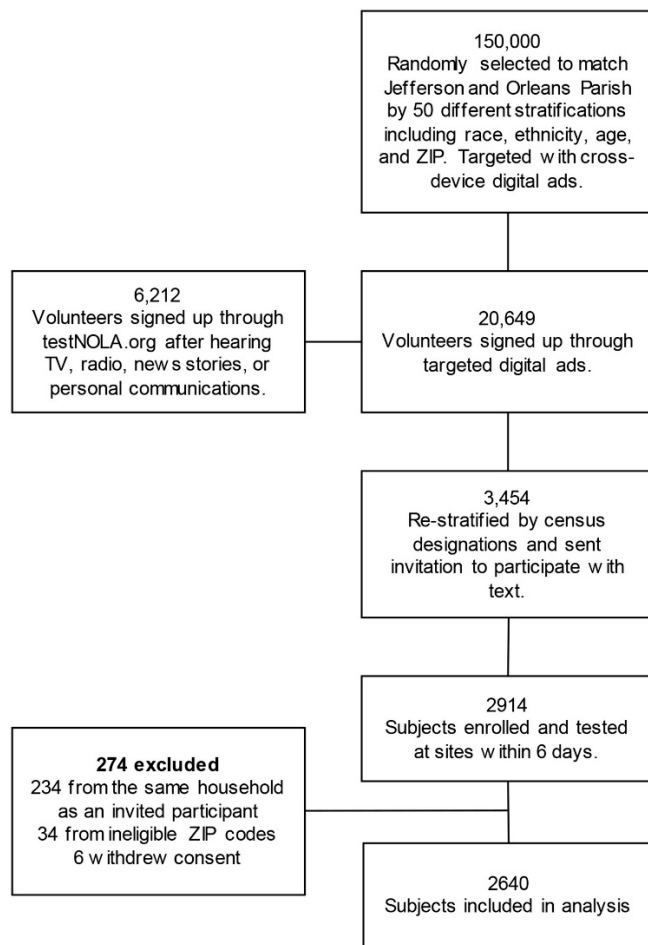 150,000
Randomly selected to match
Jefferson and Orleans Parish
by 50 different stratifications
including race, ethnicity, age,
and ZIP. Targeted with cross-
device digital ads.
6,212
Volunteers signed up through
testNOLA.org after hearing
TV, radio, news stories, or
personal communications.
20,649
Volunteers signed up through
targeted digital ads.
3,454
Re-stratified by census
designations and sent
invitation to participate with
text.
2914
Subjects enrolled and tested
at sites within 6 days.
274 excluded
234 from the same household
as an invited participant
34 from ineligible ZIP codes
6 withdrew consent
2640
Subjects included in analysis